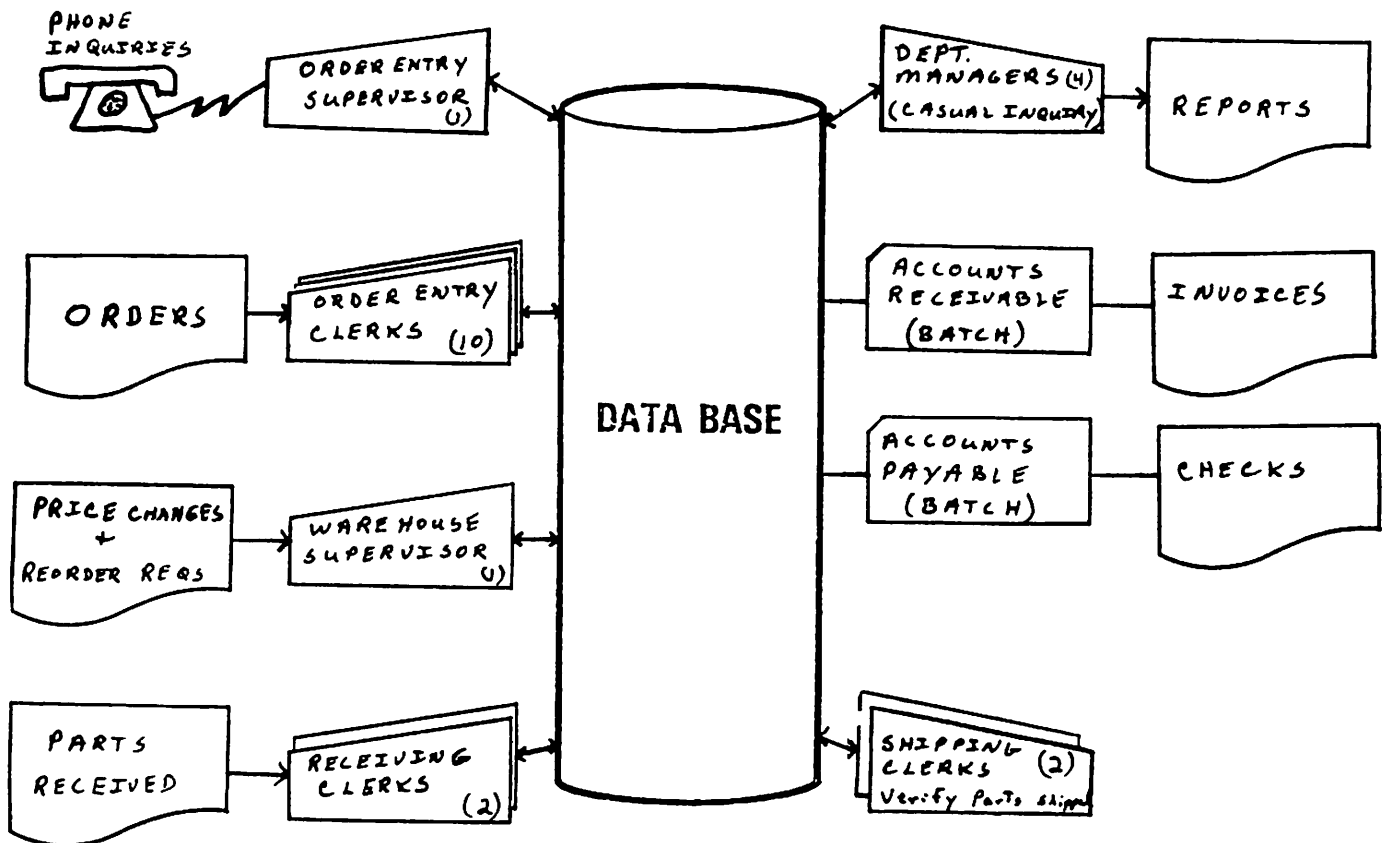 PHONE
INQUIRIES
ORDER ENTRY
SUPERVISOR
(1)
ORDERS
ORDER ENTRY
CLERKS
(10)
PRICE CHANGES
+
REORDER REQS
WAREHOUSE
SUPERVISOR
(1)
PARTS
RECEIVED
RECEIVING
CLERKS
(2)
DATA BASE
DEPT.
MANAGERS (4)
(CASUAL INQUIRY)
REPORTS
ACCOUNTS
RECEIVABLE
(BATCH)
INVOICES
ACCOUNTS
PAYABLE
(BATCH)
CHECKS
SHIPPING
CLERKS (2)
Verify Parts shipped